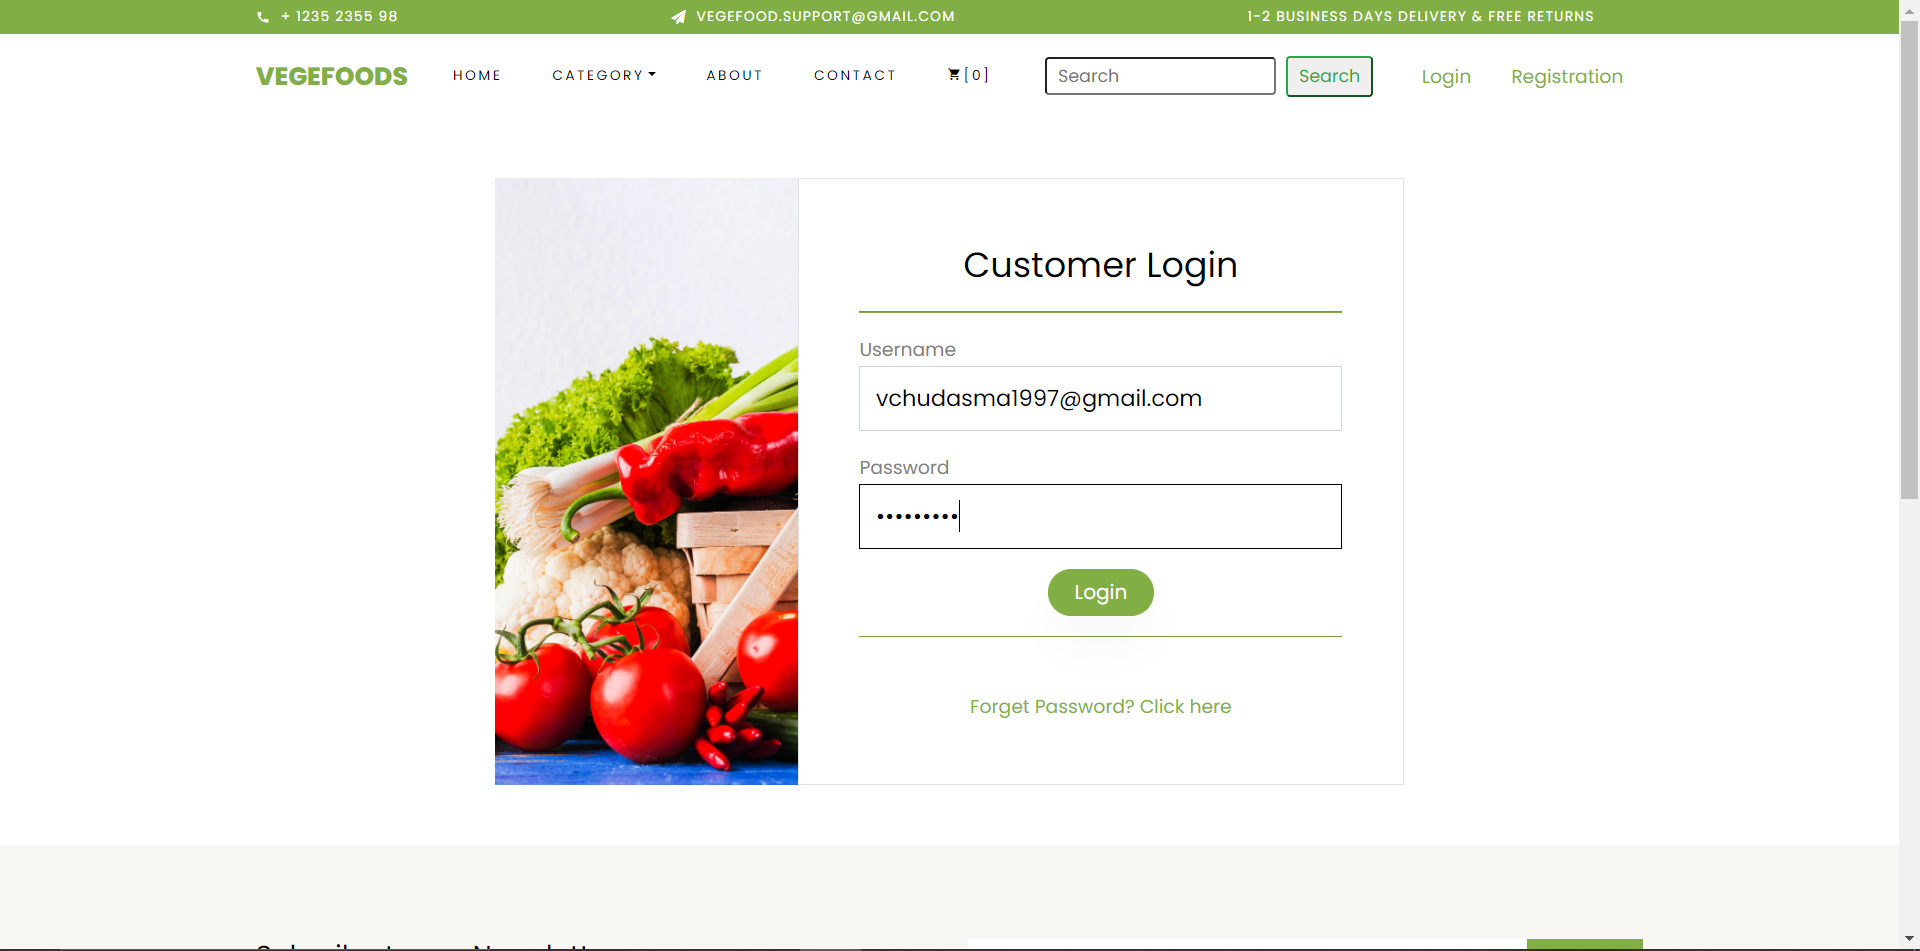 + 1235 2355 98
VEGEFOOD.SUPPORT@GMAIL.COM
1-2 BUSINESS DAYS DELIVERY & FREE RETURNS
VEGEFOODS
HOME
CATEGORY
ABOUT
CONTACT
[0]
Search
Search
Login
Registration
Customer Login
Username
vchudasma1997@gmail.com
Password
•••••••••
Login
Forget Password? Click here